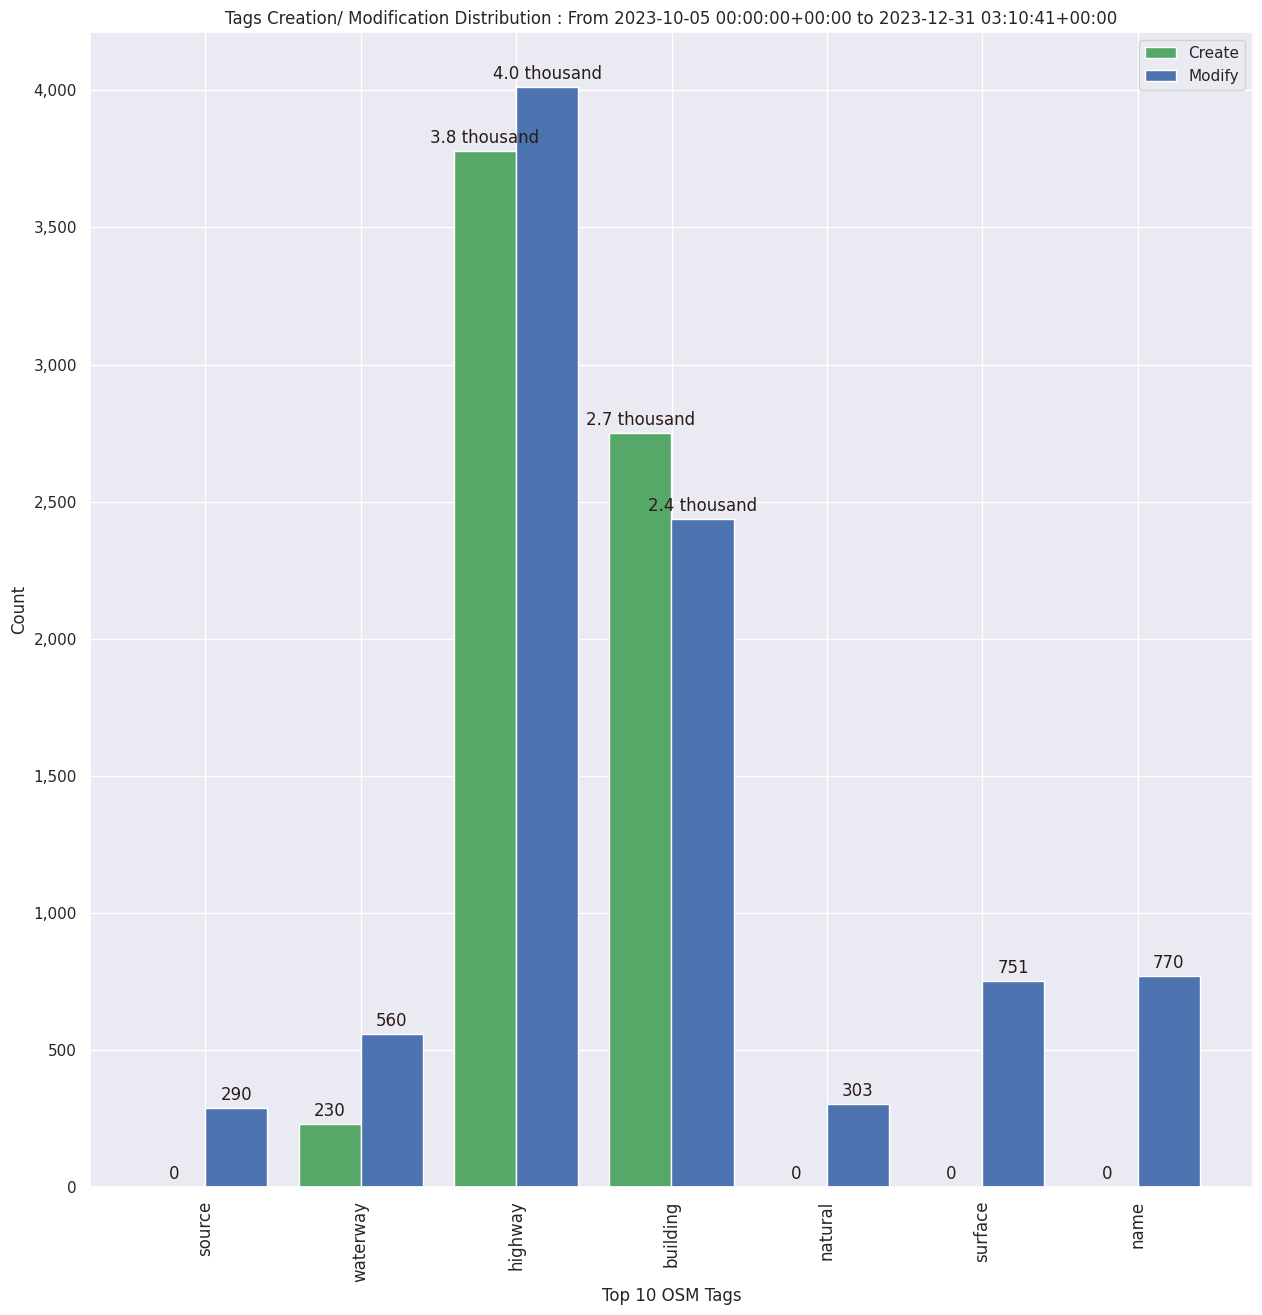 Tags Creation/ Modification Distribution : From 2023-10-05 00:00:00+00:00 to 2023-12-31 03:10:41+00:00
Create
Modify
4.0 thousand
3.8 thousand
2.7 thousand
2.4 thousand
770
751
560
303
290
230
0
0
0
0
4,000
3,500
3,000
2,500
2,000
1,500
1,000
500
0
Count
source
waterway
highway
building
natural
surface
name
Top 10 OSM Tags